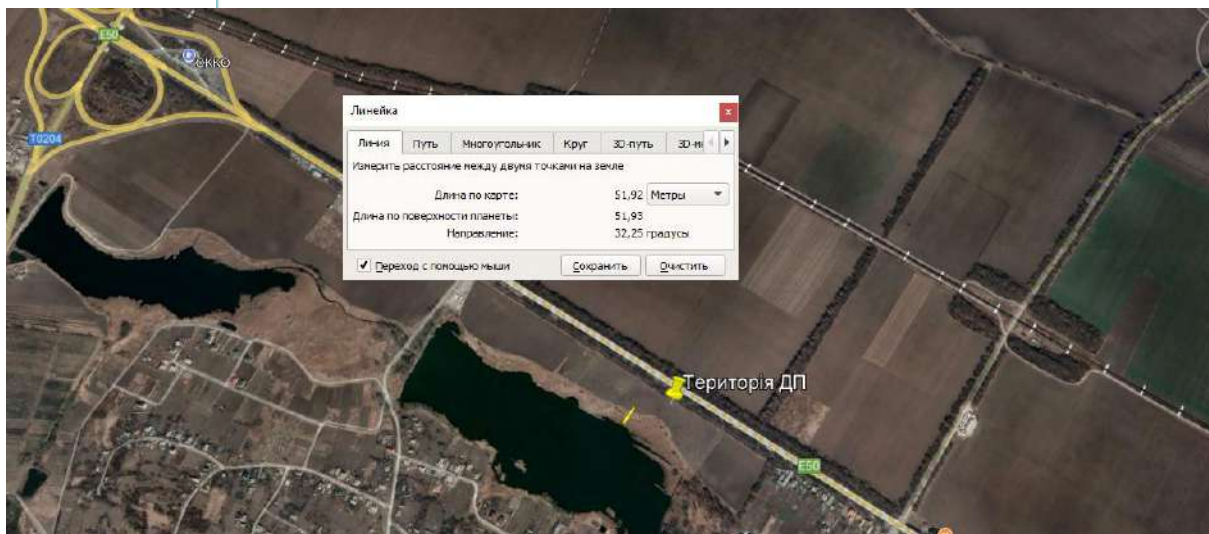 E50
СККО
T0204
Линейка
Линия Путь Многоугольник Круг 3D-путь
Измерить расстояние между двумя точками на земле
Длина по карте: 51,92 Метры
Длина по поверхности планеты: 51,93
Направление: 32,25 градусы
Переход с помощью мыши Сохранить Очистить
Територія ДП
E50